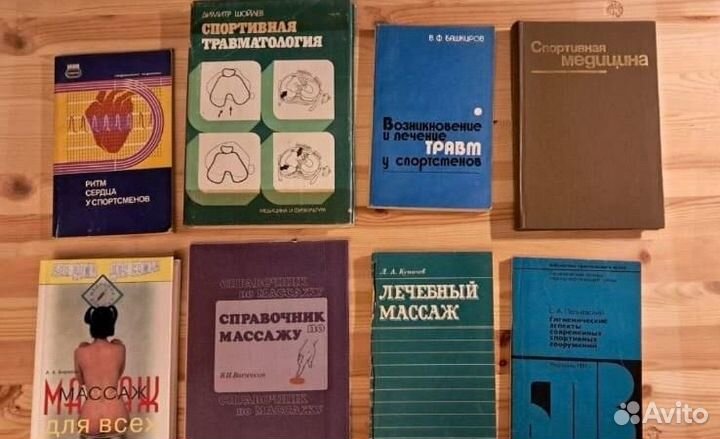 РИТМ
СЕРДЦА
У СПОРТСМЕНОВ
ДИМИТР ШОЙЛЕВ
СПОРТИВНАЯ
ТРАВМАТОЛОГИЯ
МЕДИЦИНА И ФИЗКУЛЬТУРА
В.Ф. БАШКИРОВ
Возникновение
и лечение
ТРАВМ
у спортсменов
Спортивная
медицина
МАССАЖ
для всех
СПРАВОЧНИК
ПО МАССАЖУ
СПРАВОЧНИК
по
МАССАЖУ
В.И. Васичкин
СПРАВОЧНИК
по МАССАЖУ
Л. А. Куничев
ЛЕЧЕБНЫЙ
МАССАЖ
Гигиенические
аспекты
современных
спортивных
сооружений
Avito